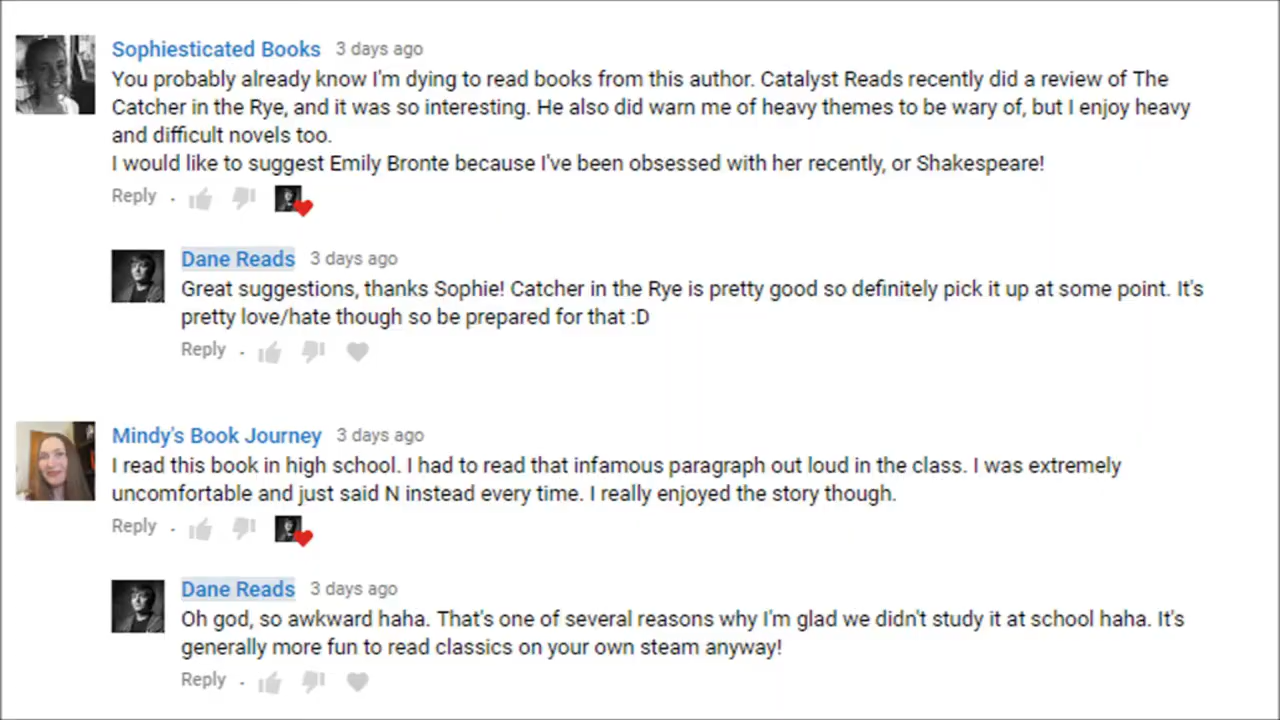 Sophiesticated Books 3 days ago
You probably already know I'm dying to read books from this author. Catalyst Reads recently did a review of The
Catcher in the Rye, and it was so interesting. He also did warn me of heavy themes to be wary of, but I enjoy heavy
and difficult novels too.
I would like to suggest Emily Bronte because I've been obsessed with her recently, or Shakespeare!
Reply
Dane Reads 3 days ago
Great suggestions, thanks Sophie! Catcher in the Rye is pretty good so definitely pick it up at some point. It's
pretty love/hate though so be prepared for that :D
Reply
Mindy's Book Journey 3 days ago
I read this book in high school. I had to read that infamous paragraph out loud in the class. I was extremely
uncomfortable and just said N instead every time. I really enjoyed the story though.
Reply
Dane Reads 3 days ago
Oh god, so awkward haha. That's one of several reasons why I'm glad we didn't study it at school haha. It's
generally more fun to read classics on your own steam anyway!
Reply